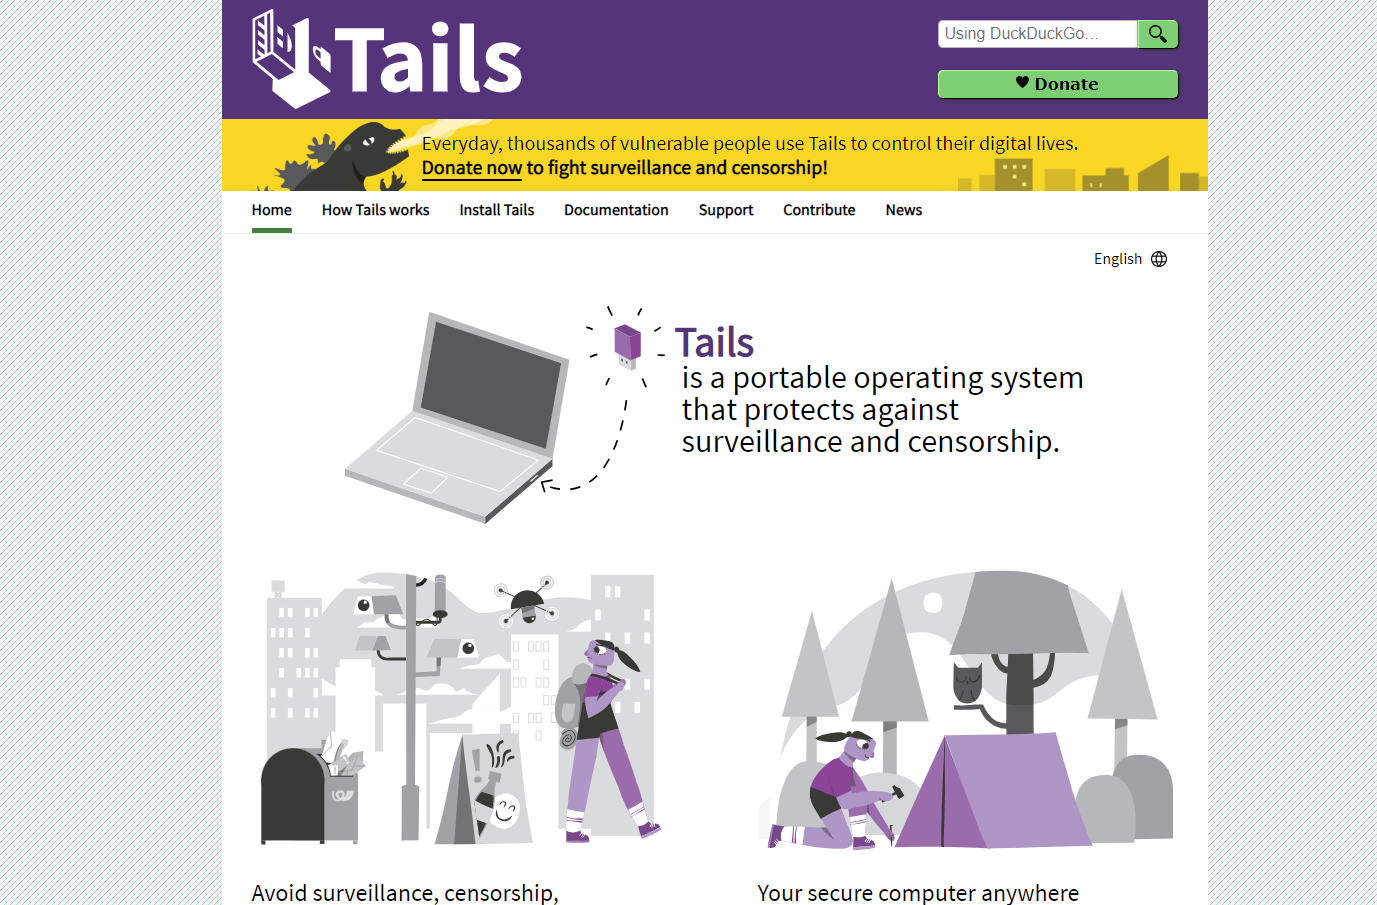 Tails
Using DuckDuckGo...
Donate
Everyday, thousands of vulnerable people use Tails to control their digital lives.
Donate now to fight surveillance and censorship!
Home How Tails works Install Tails Documentation Support Contribute News
English
Tails
is a portable operating system
that protects against
surveillance and censorship.
Avoid surveillance, censorship,
Your secure computer anywhere